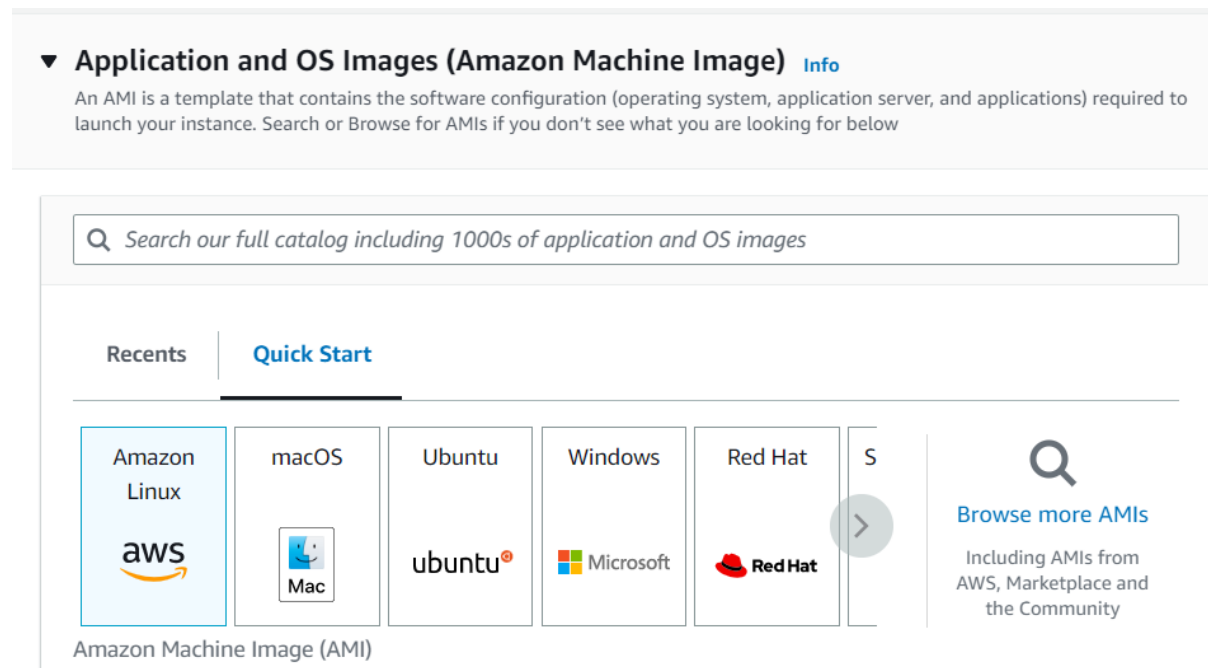 Application and OS Images (Amazon Machine Image) Info
An AMI is a template that contains the software configuration (operating system, application server, and applications) required to
launch your instance. Search or Browse for AMIs if you don't see what you are looking for below
Search our full catalog including 1000s of application and OS images
Recents
Quick Start
Amazon
Linux
aws
macOS
Mac
Ubuntu
ubuntu
Windows
Microsoft
Red Hat
Red Hat
S
Browse more AMIs
Including AMIs from
AWS, Marketplace and
the Community
Amazon Machine Image (AMI)